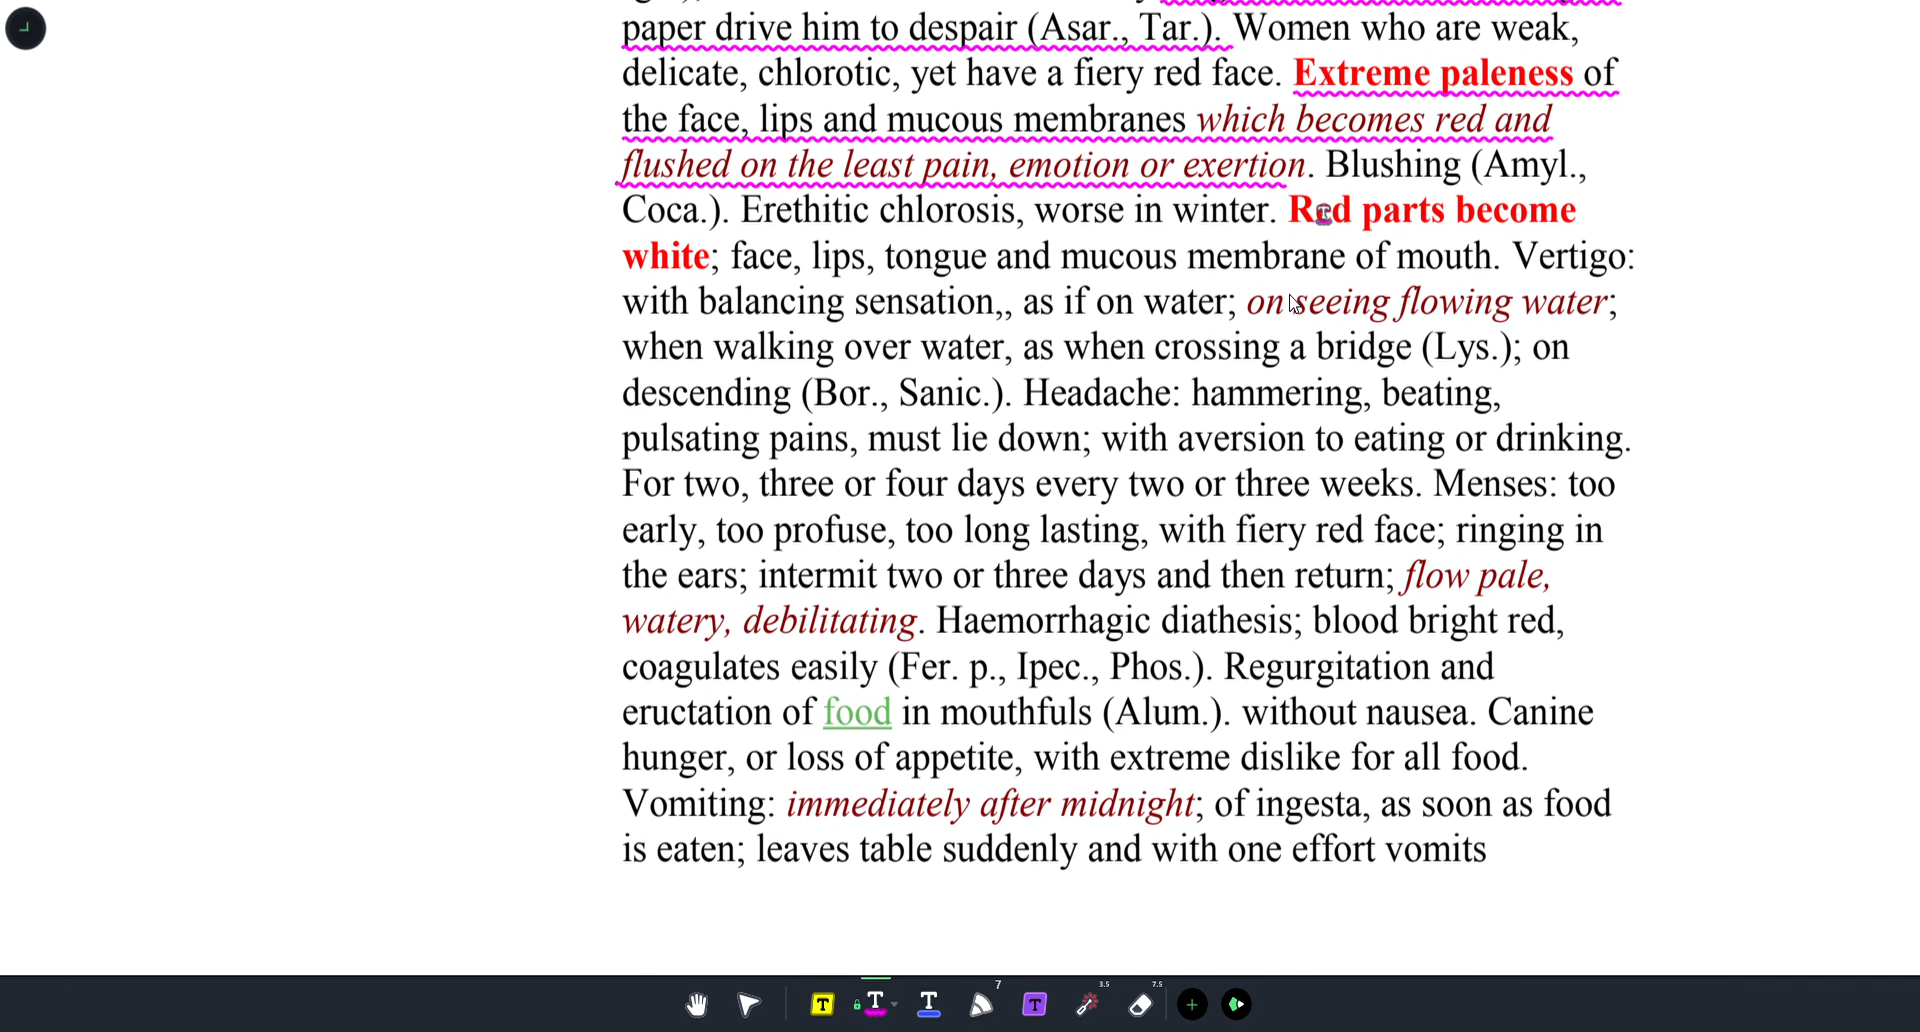 paper drive him to despair (Asar., Tar.). Women who are weak,
delicate, chlorotic, yet have a fiery red face. Extreme paleness of
the face, lips and mucous membranes which becomes red and
flushed on the least pain, emotion or exertion. Blushing (Amyl.,
Coca.). Erethitic chlorosis, worse in winter. Red parts become
white; face, lips, tongue and mucous membrane of mouth. Vertigo:
with balancing sensation,, as if on water; on seeing flowing water;
when walking over water, as when crossing a bridge (Lys.); on
descending (Bor., Sanic.). Headache: hammering, beating,
pulsating pains, must lie down; with aversion to eating or drinking.
For two, three or four days every two or three weeks. Menses: too
early, too profuse, too long lasting, with fiery red face; ringing in
the ears; intermit two or three days and then return; flow pale,
watery, debilitating. Haemorrhagic diathesis; blood bright red,
coagulates easily (Fer. p., Ipec., Phos.). Regurgitation and
eructation of food in mouthfuls (Alum.). without nausea. Canine
hunger, or loss of appetite, with extreme dislike for all food.
Vomiting: immediately after midnight; of ingesta, as soon as food
is eaten; leaves table suddenly and with one effort vomits
T T T 7 T 3.5 7.5